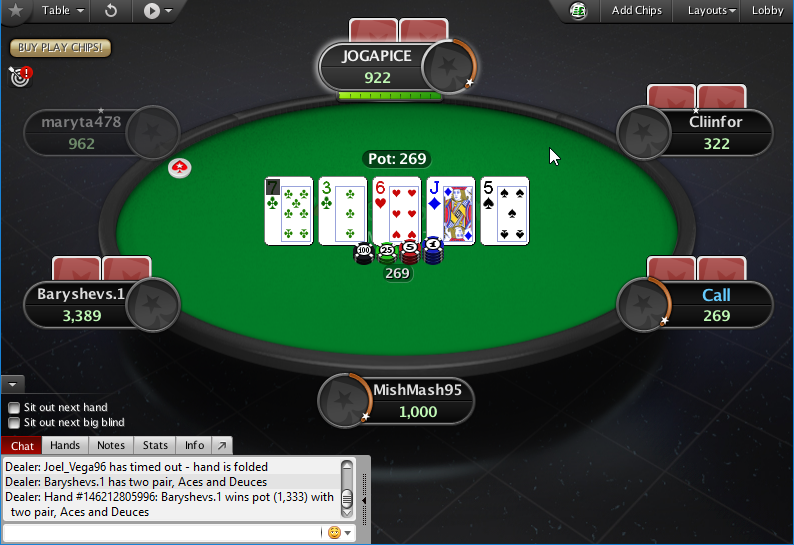 Table
Add Chips
Layouts
Lobby
BUY PLAY CHIPS!
JOGAPICE
922
maryta478
962
Cliinfor
322
Pot: 269
7
3
6
J
5
100
25
5
1
269
Baryshevs.1
3,389
Call
269
MishMash95
1,000
Sit out next hand
Sit out next big blind
Chat
Hands
Notes
Stats
Info
Dealer: Joel_Vega96 has timed out - hand is folded
Dealer: Baryshevs.1 has two pair, Aces and Deuces
Dealer: Hand #146212805996: Baryshevs.1 wins pot (1,333) with
two pair, Aces and Deuces